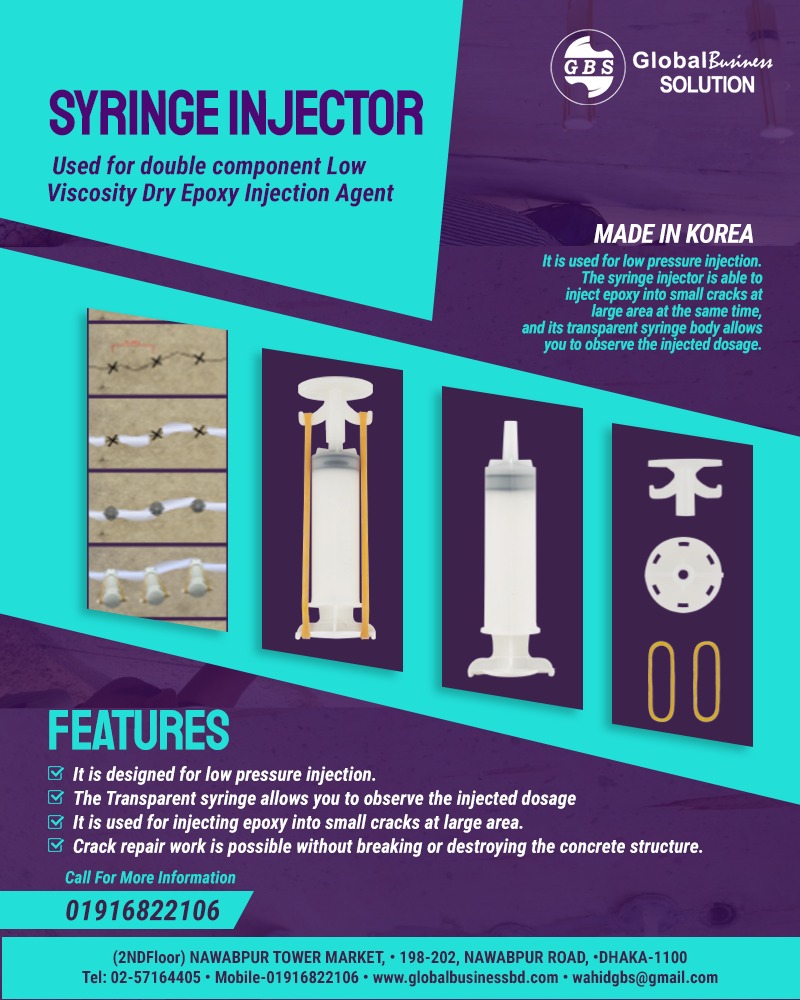 GBS
GlobalBusiness
SOLUTION
SYRINGE INJECTOR
Used for double component Low
Viscosity Dry Epoxy Injection Agent
MADE IN KOREA
It is used for low pressure injection.
The syringe injector is able to
inject epoxy into small cracks at
large area at the same time,
and its transparent syringe body allows
you to observe the injected dosage.
FEATURES
It is designed for low pressure injection.
The Transparent syringe allows you to observe the injected dosage
It is used for injecting epoxy into small cracks at large area.
Crack repair work is possible without breaking or destroying the concrete structure.
Call For More Information
01916822106
(2NDFloor) NAWABPUR TOWER MARKET, • 198-202, NAWABPUR ROAD, •DHAKA-1100
Tel: 02-57164405 • Mobile-01916822106 • www.globalbusinessbd.com • wahidgbs@gmail.com